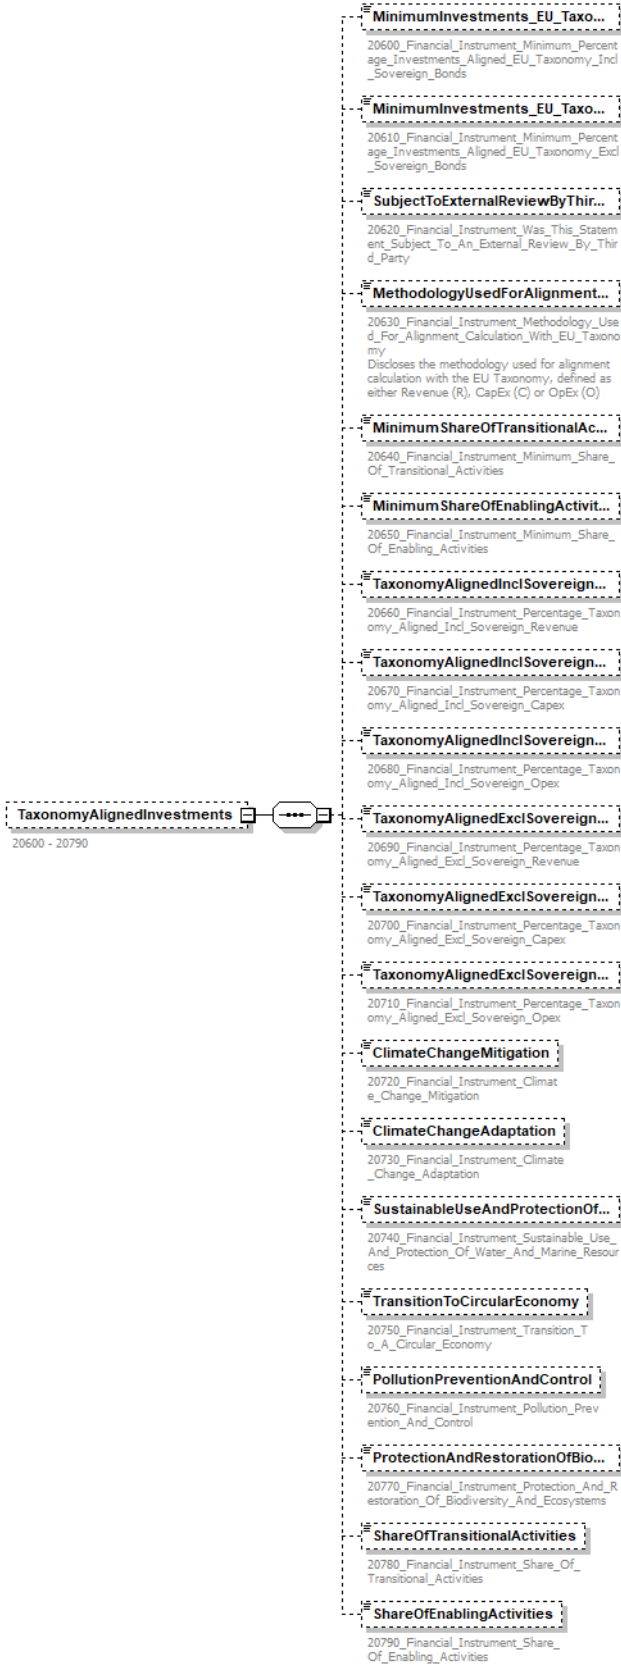 MinimumInvestments_EU_Taxo...
20600_Financial_Instrument_Minimum_Percent
age_Investments_Aligned_EU_Taxonomy_Incl
_Sovereign_Bonds
MinimumInvestments_EU_Taxo...
20610_Financial_Instrument_Minimum_Percent
age_Investments_Aligned_EU_Taxonomy_Excl
_Sovereign_Bonds
SubjectToExternalReviewByThir...
20620_Financial_Instrument_Was_This_Statem
ent_Subject_To_An_External_Review_By_Thir
d_Party
MethodologyUsedForAlignment...
20630_Financial_Instrument_Methodology_Use
d_For_Alignment_Calculation_With_EU_Taxono
my
Discloses the methodology used for alignment
calculation with the EU Taxonomy, defined as
either Revenue (R), CapEx (C) or OpEx (O)
MinimumShareOfTransitionalAc...
20640_Financial_Instrument_Minimum_Share_
Of_Transitional_Activities
MinimumShareOfEnablingActivit...
20650_Financial_Instrument_Minimum_Share_
Of_Enabling_Activities
TaxonomyAlignedInclSovereign...
20660_Financial_Instrument_Percentage_Taxon
omy_Aligned_Incl_Sovereign_Revenue
TaxonomyAlignedInclSovereign...
20670_Financial_Instrument_Percentage_Taxon
omy_Aligned_Incl_Sovereign_Capex
TaxonomyAlignedInclSovereign...
20680_Financial_Instrument_Percentage_Taxon
omy_Aligned_Incl_Sovereign_Opex
TaxonomyAlignedInvestments
20600 - 20790
TaxonomyAlignedExclSovereign...
20690_Financial_Instrument_Percentage_Taxon
omy_Aligned_Excl_Sovereign_Revenue
TaxonomyAlignedExclSovereign...
20700_Financial_Instrument_Percentage_Taxon
omy_Aligned_Excl_Sovereign_Capex
TaxonomyAlignedExclSovereign...
20710_Financial_Instrument_Percentage_Taxon
omy_Aligned_Excl_Sovereign_Opex
ClimateChangeMitigation
20720_Financial_Instrument_Climat
e_Change_Mitigation
ClimateChangeAdaptation
20730_Financial_Instrument_Climate
_Change_Adaptation
SustainableUseAndProtectionOf...
20740_Financial_Instrument_Sustainable_Use_
And_Protection_Of_Water_And_Marine_Resour
ces
TransitionToCircularEconomy
20750_Financial_Instrument_Transition_T
o_A_Circular_Economy
PollutionPreventionAndControl
20760_Financial_Instrument_Pollution_Prev
ention_And_Control
ProtectionAndRestorationOfBio...
20770_Financial_Instrument_Protection_And_R
estoration_Of_Biodiversity_And_Ecosystems
ShareOfTransitionalActivities
20780_Financial_Instrument_Share_Of_
Transitional_Activities
ShareOfEnablingActivities
20790_Financial_Instrument_Share_
Of_Enabling_Activities